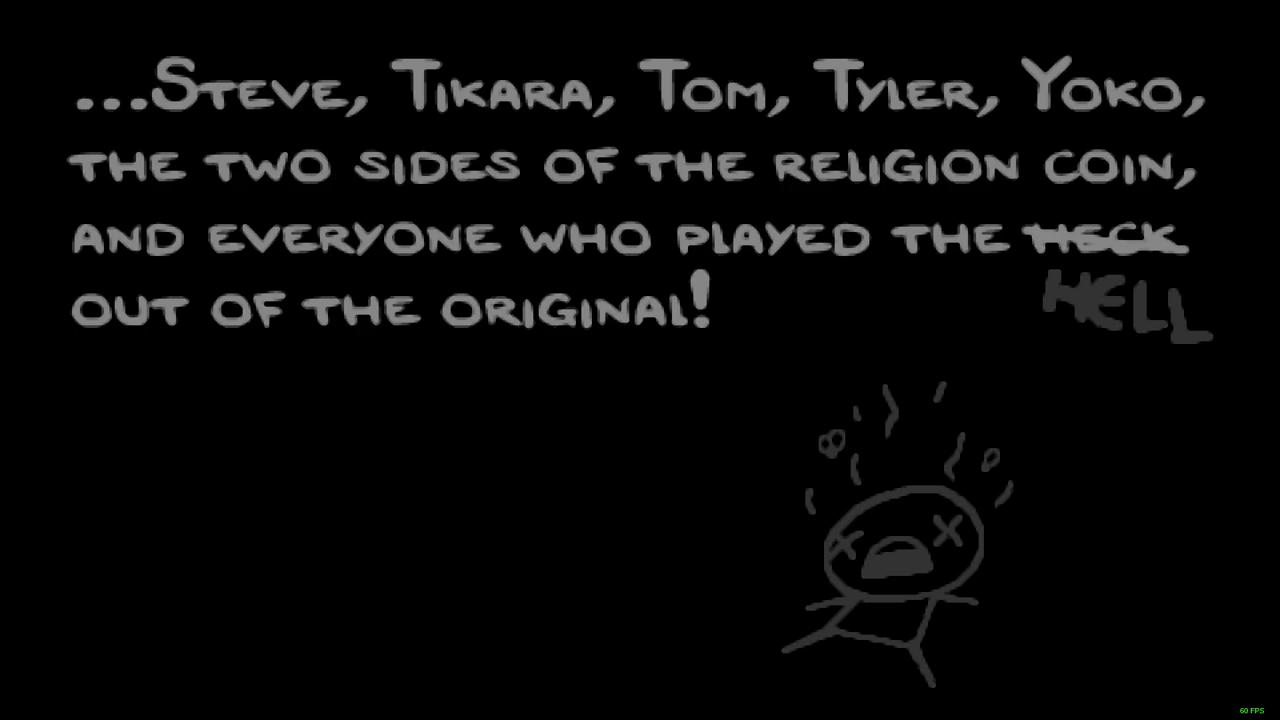 ...Steve, Tikara, Tom, Tyler, Yoko,
the two sides of the religion coin,
and everyone who played the heck
out of the original!
HELL
60 FPS